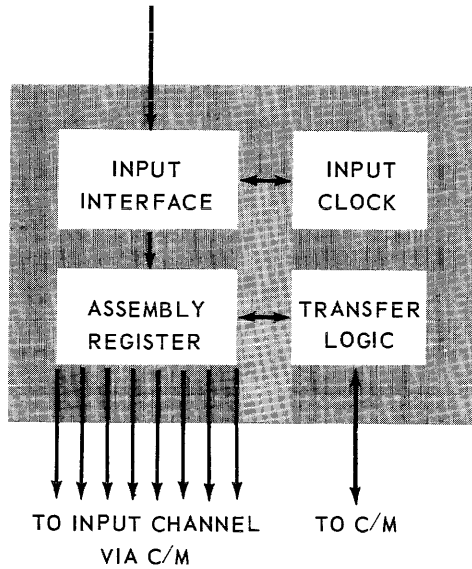 INPUT
INTERFACE
INPUT
CLOCK
ASSEMBLY
REGISTER
TRANSFER
LOGIC
TO INPUT CHANNEL
VIA C/M
TO C/M